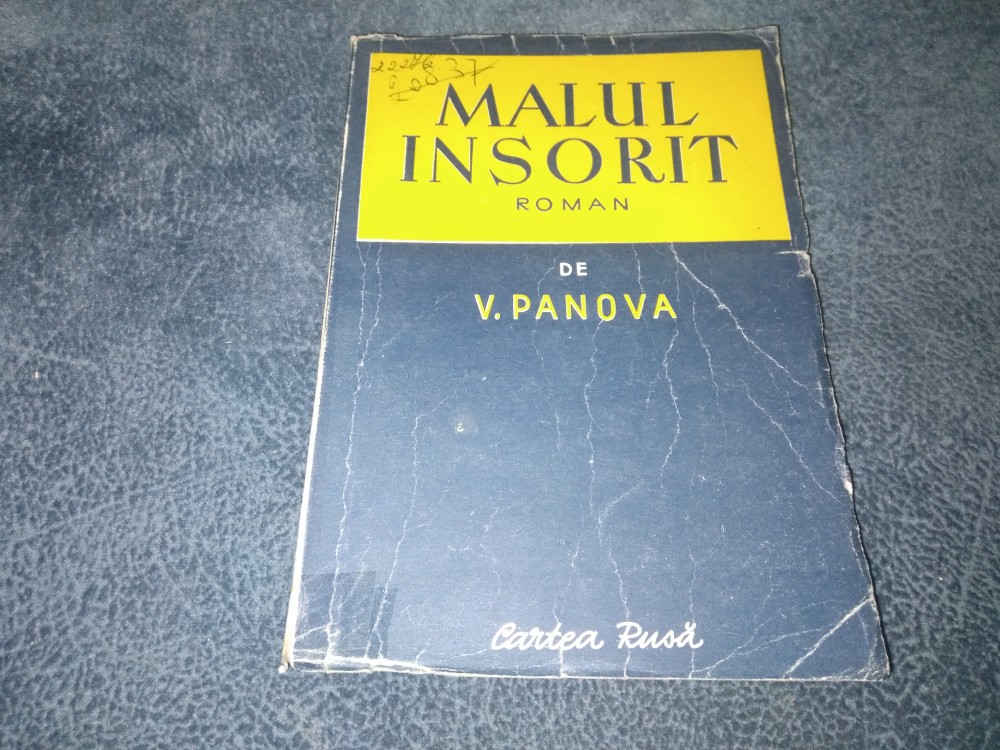 MALUL
INSORIT
ROMAN
DE
V. PANOVA
Cartea Rusă